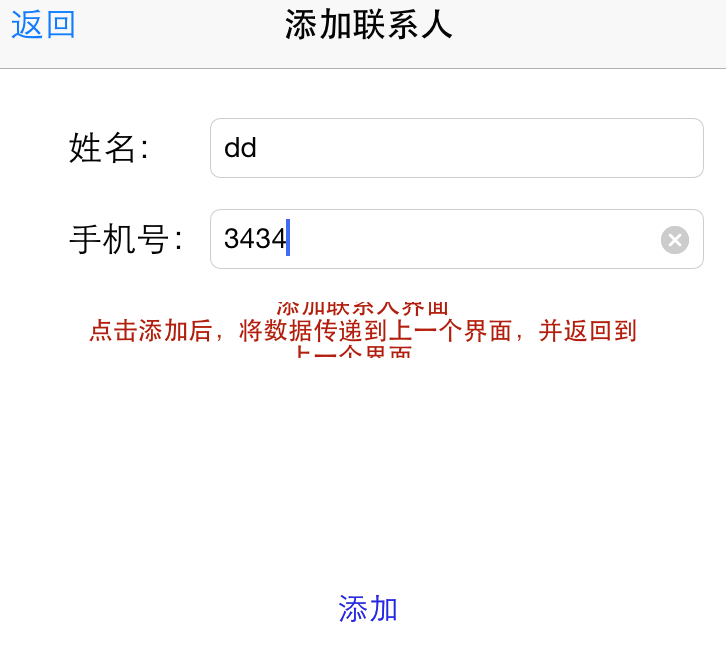 返回
添加联系人
姓名:
dd
手机号:
3434
添加联系人界面
点击添加后，将数据传递到上一个界面，并返回到
上一个界面
添加